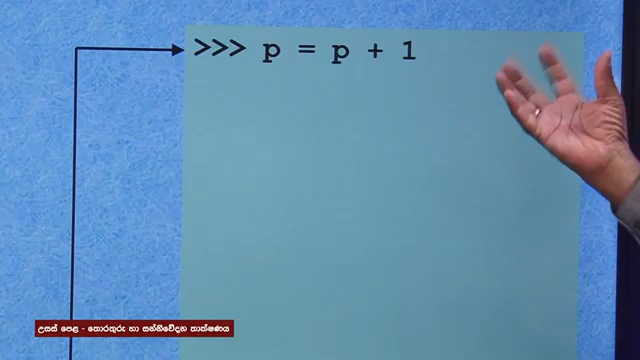 >>> p = p + 1
උසස් පෙළ - තොරතුරු හා සන්නිවේදන තාක්ෂණය